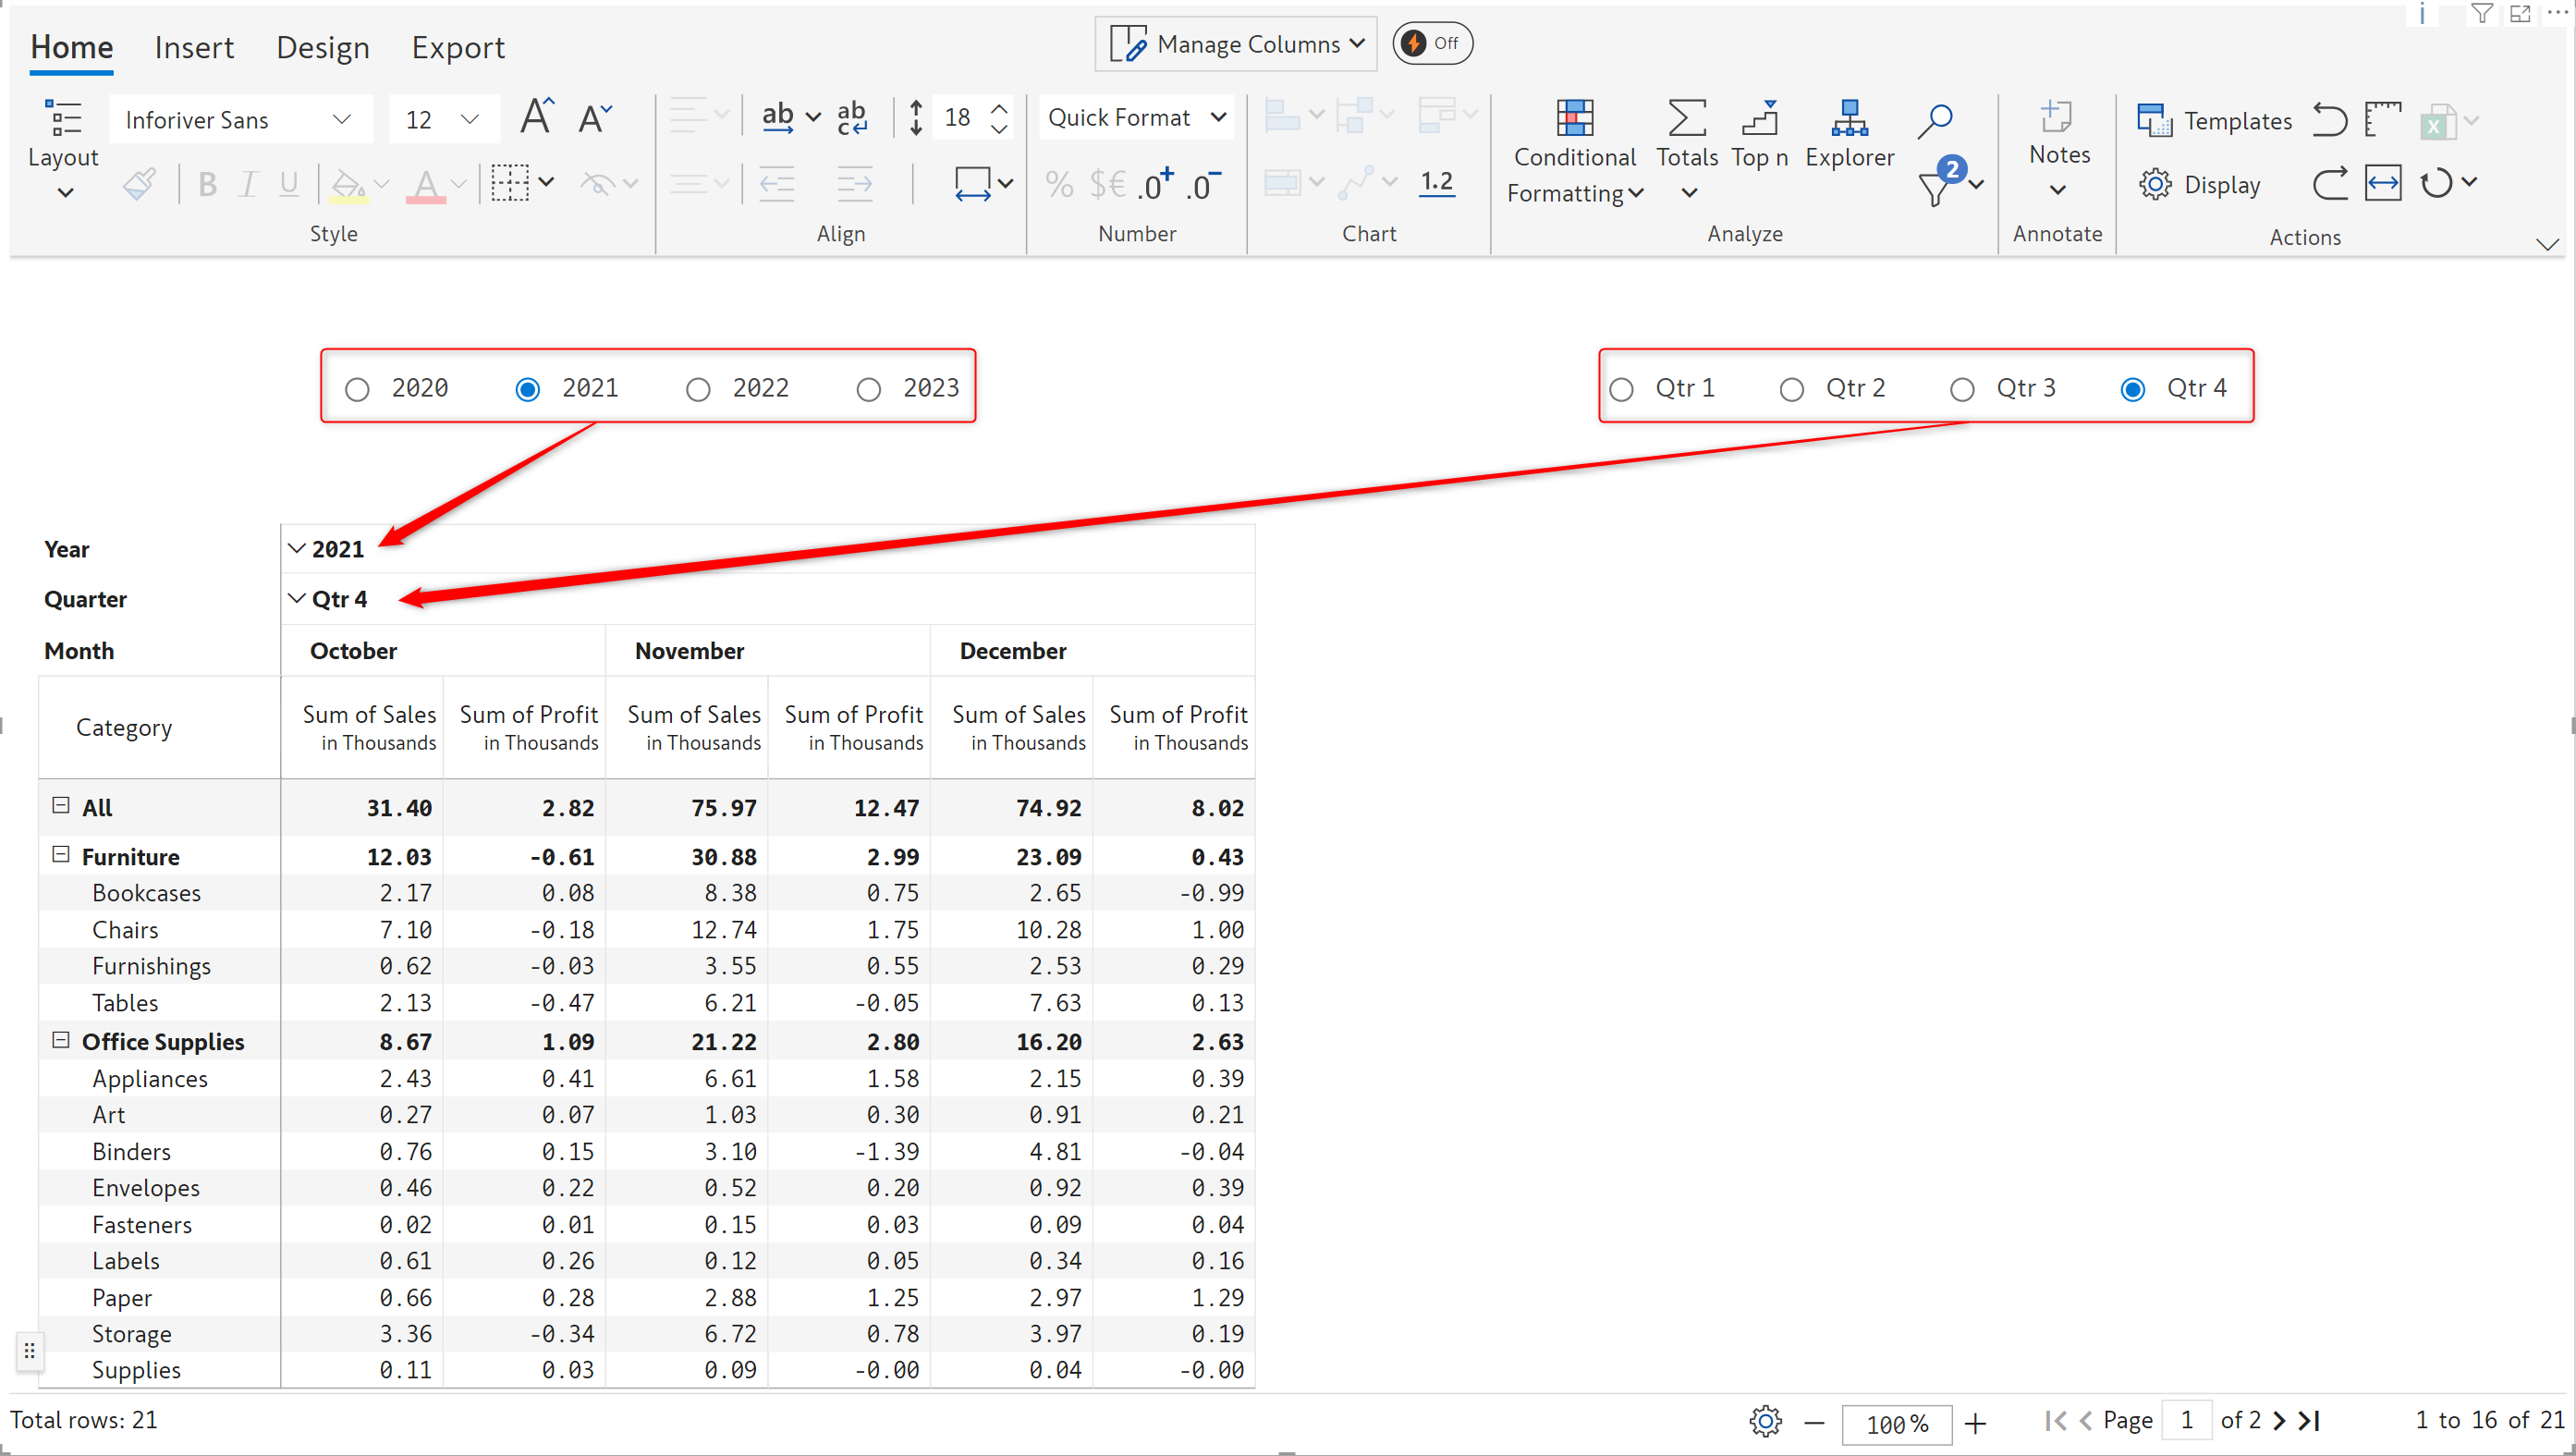 Home Insert Design Export Manage Columns Off
Layout Inforiver Sans 12 A A ab ab c 18 Quick Format Conditional Formatting Totals Top n Explorer Notes Templates
B I U A % $€ .0+ .0- 1.2 2 Display
Style Align Number Chart Analyze Annotate Actions
2020 2021 2022 2023 Qtr 1 Qtr 2 Qtr 3 Qtr 4
Year 2021
Quarter Qtr 4
Month October November December
Category Sum of Sales in Thousands Sum of Profit in Thousands Sum of Sales in Thousands Sum of Profit in Thousands Sum of Sales in Thousands Sum of Profit in Thousands
All 31.40 2.82 75.97 12.47 74.92 8.02
Furniture 12.03 -0.61 30.88 2.99 23.09 0.43
Bookcases 2.17 0.08 8.38 0.75 2.65 -0.99
Chairs 7.10 -0.18 12.74 1.75 10.28 1.00
Furnishings 0.62 -0.03 3.55 0.55 2.53 0.29
Tables 2.13 -0.47 6.21 -0.05 7.63 0.13
Office Supplies 8.67 1.09 21.22 2.80 16.20 2.63
Appliances 2.43 0.41 6.61 1.58 2.15 0.39
Art 0.27 0.07 1.03 0.30 0.91 0.21
Binders 0.76 0.15 3.10 -1.39 4.81 -0.04
Envelopes 0.46 0.22 0.52 0.20 0.92 0.39
Fasteners 0.02 0.01 0.15 0.03 0.09 0.04
Labels 0.61 0.26 0.12 0.05 0.34 0.16
Paper 0.66 0.28 2.88 1.25 2.97 1.29
Storage 3.36 -0.34 6.72 0.78 3.97 0.19
Supplies 0.11 0.03 0.09 -0.00 0.04 -0.00
Total rows: 21 100% Page 1 of 2 1 to 16 of 21